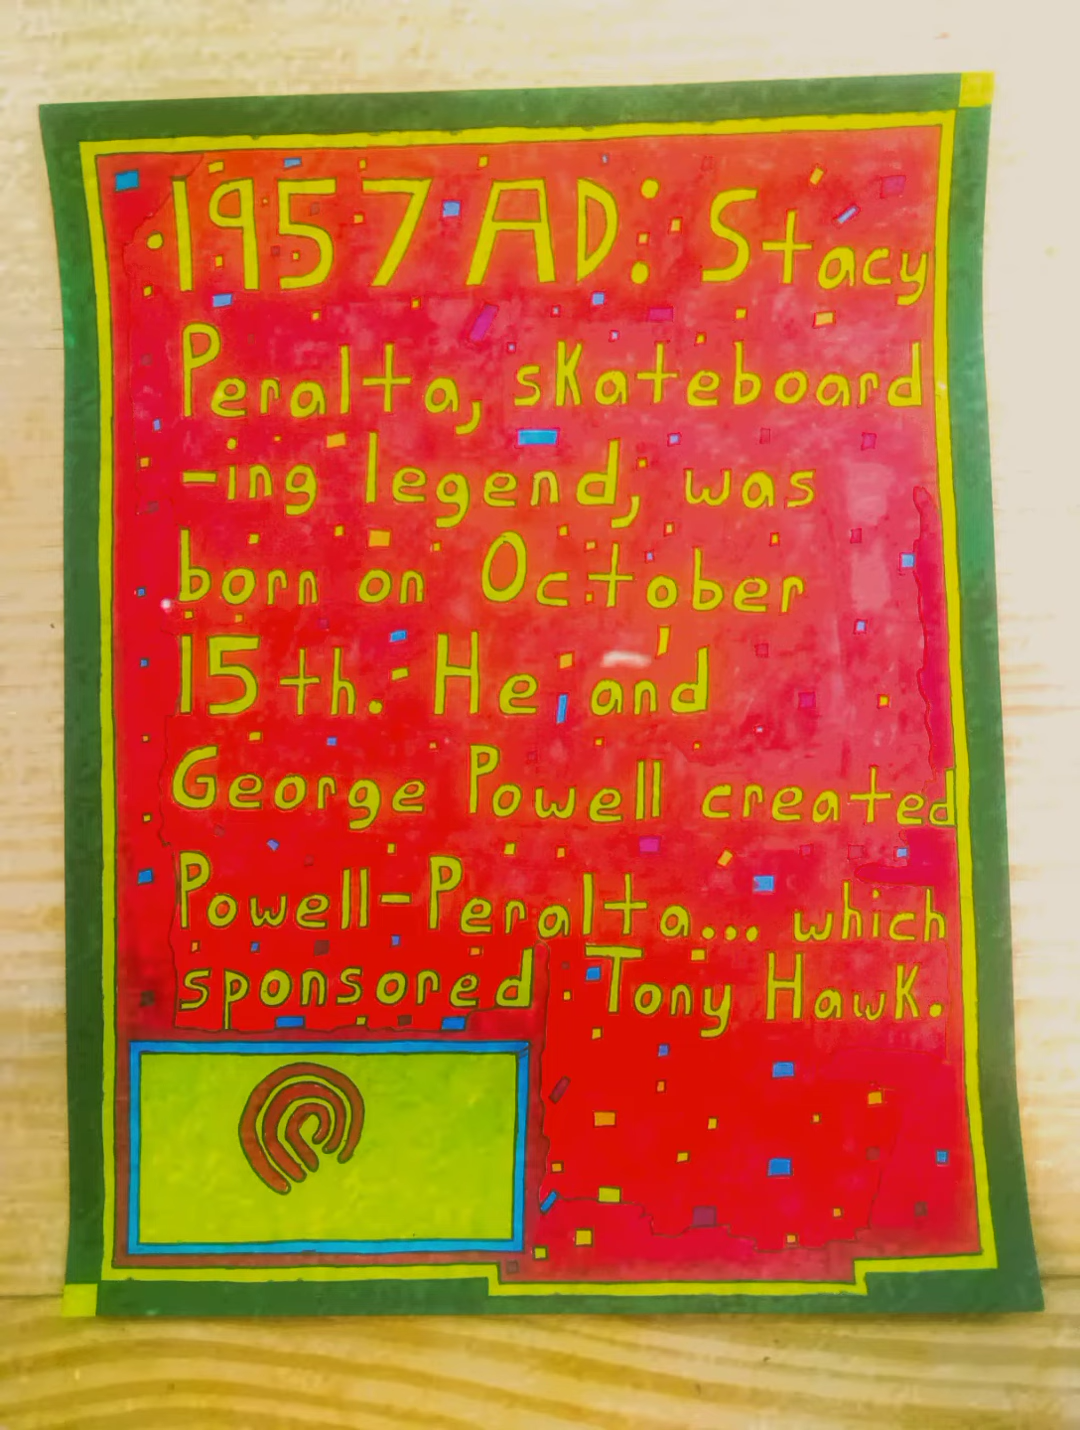 1957 AD: Stacy
Peralta, skateboard
-ing legend, was
born on October
15th. He and
George Powell created
Powell-Peralta... which
sponsored Tony Hawk.